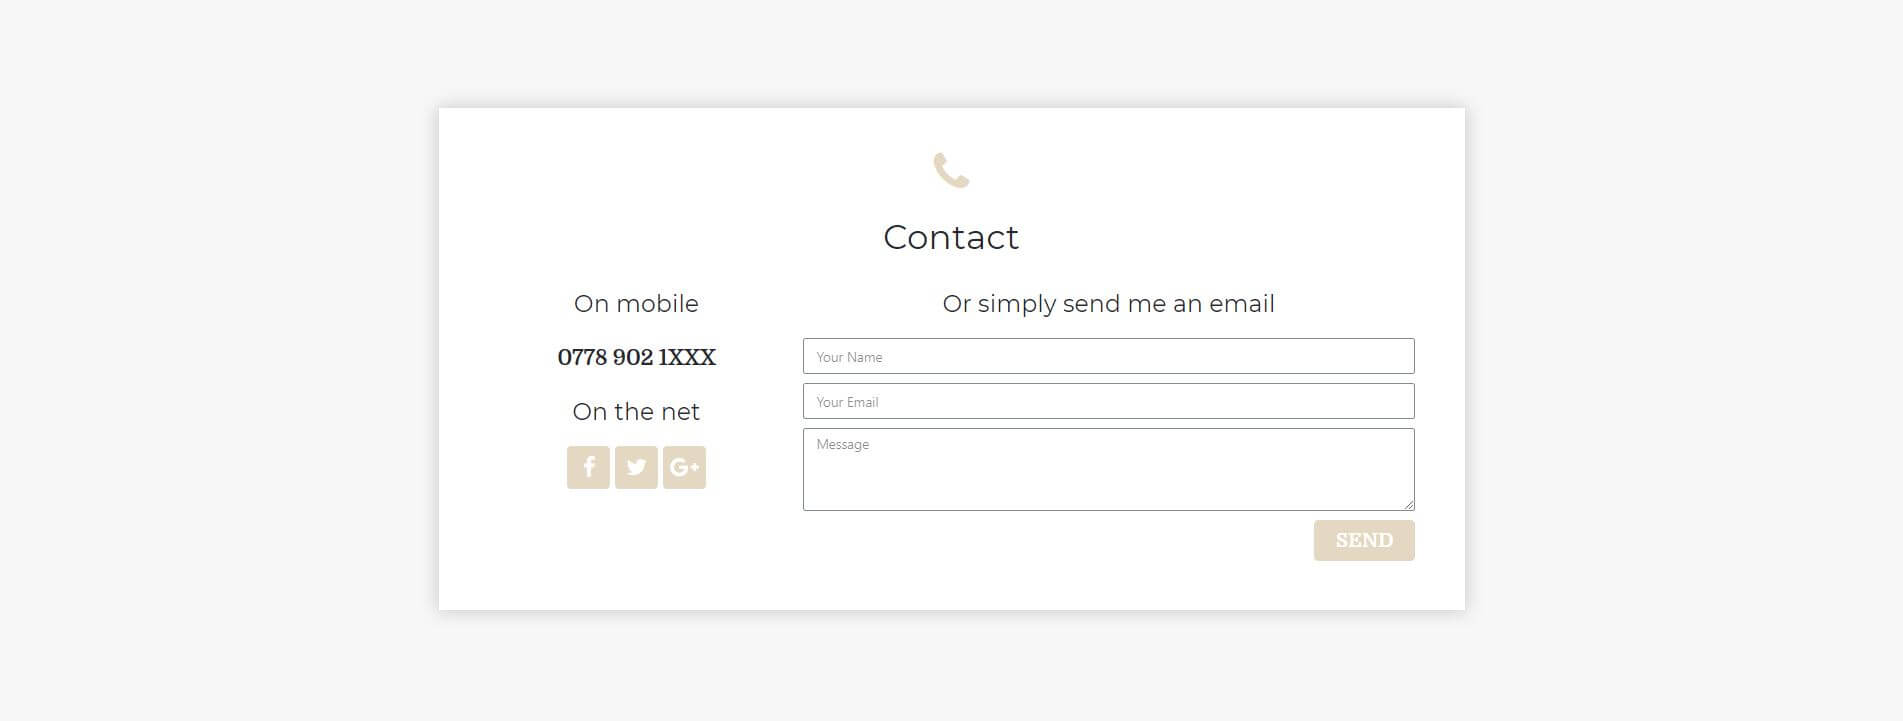 Contact
On mobile
0778 902 1XXX
On the net
f
G+
Or simply send me an email
Your Name
Your Email
Message
SEND